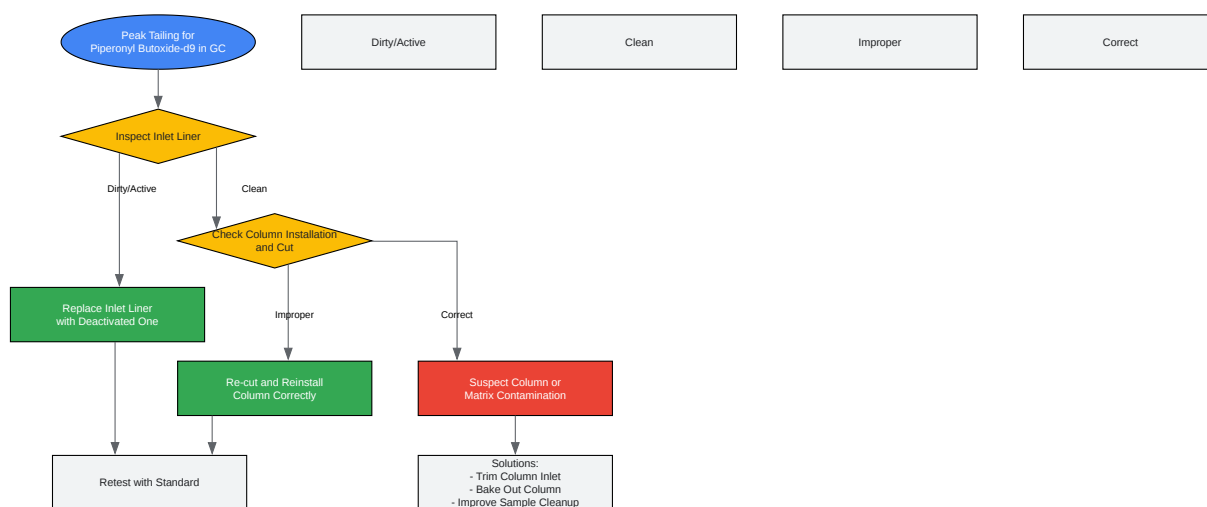 Peak Tailing for
Piperonyl Butoxide-d9 in GC
Dirty/Active
Clean
Improper
Correct
Inspect Inlet Liner
Dirty/Active
Clean
Check Column Installation
and Cut
Replace Inlet Liner
with Deactivated One
Improper
Correct
Re-cut and Reinstall
Column Correctly
Suspect Column or
Matrix Contamination
Retest with Standard
Solutions:
- Trim Column Inlet
- Bake Out Column
- Improve Sample Cleanup